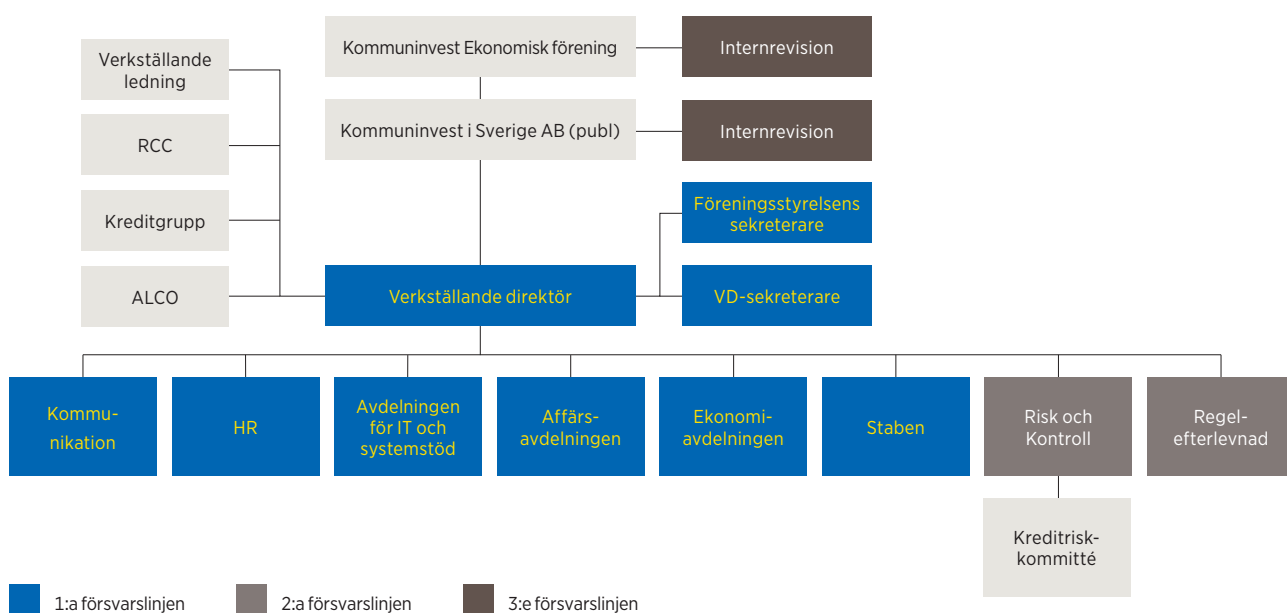 Kommuninvest Ekonomisk förening
Internrevision
Verkställande
ledning
Kommuninvest i Sverige AB (publ)
Internrevision
RCC
Kreditgrupp
Föreningsstyrelsens
sekreterare
ALCO
Verkställande direktör
VD-sekreterare
Kommu-
nikation
HR
Avdelningen
för IT och
systemstöd
Affärs-
avdelningen
Ekonomi-
avdelningen
Staben
Risk och
Kontroll
Regel-
efterlevnad
Kreditrisk-
kommitté
1:a försvarslinjen
2:a försvarslinjen
3:e försvarslinjen